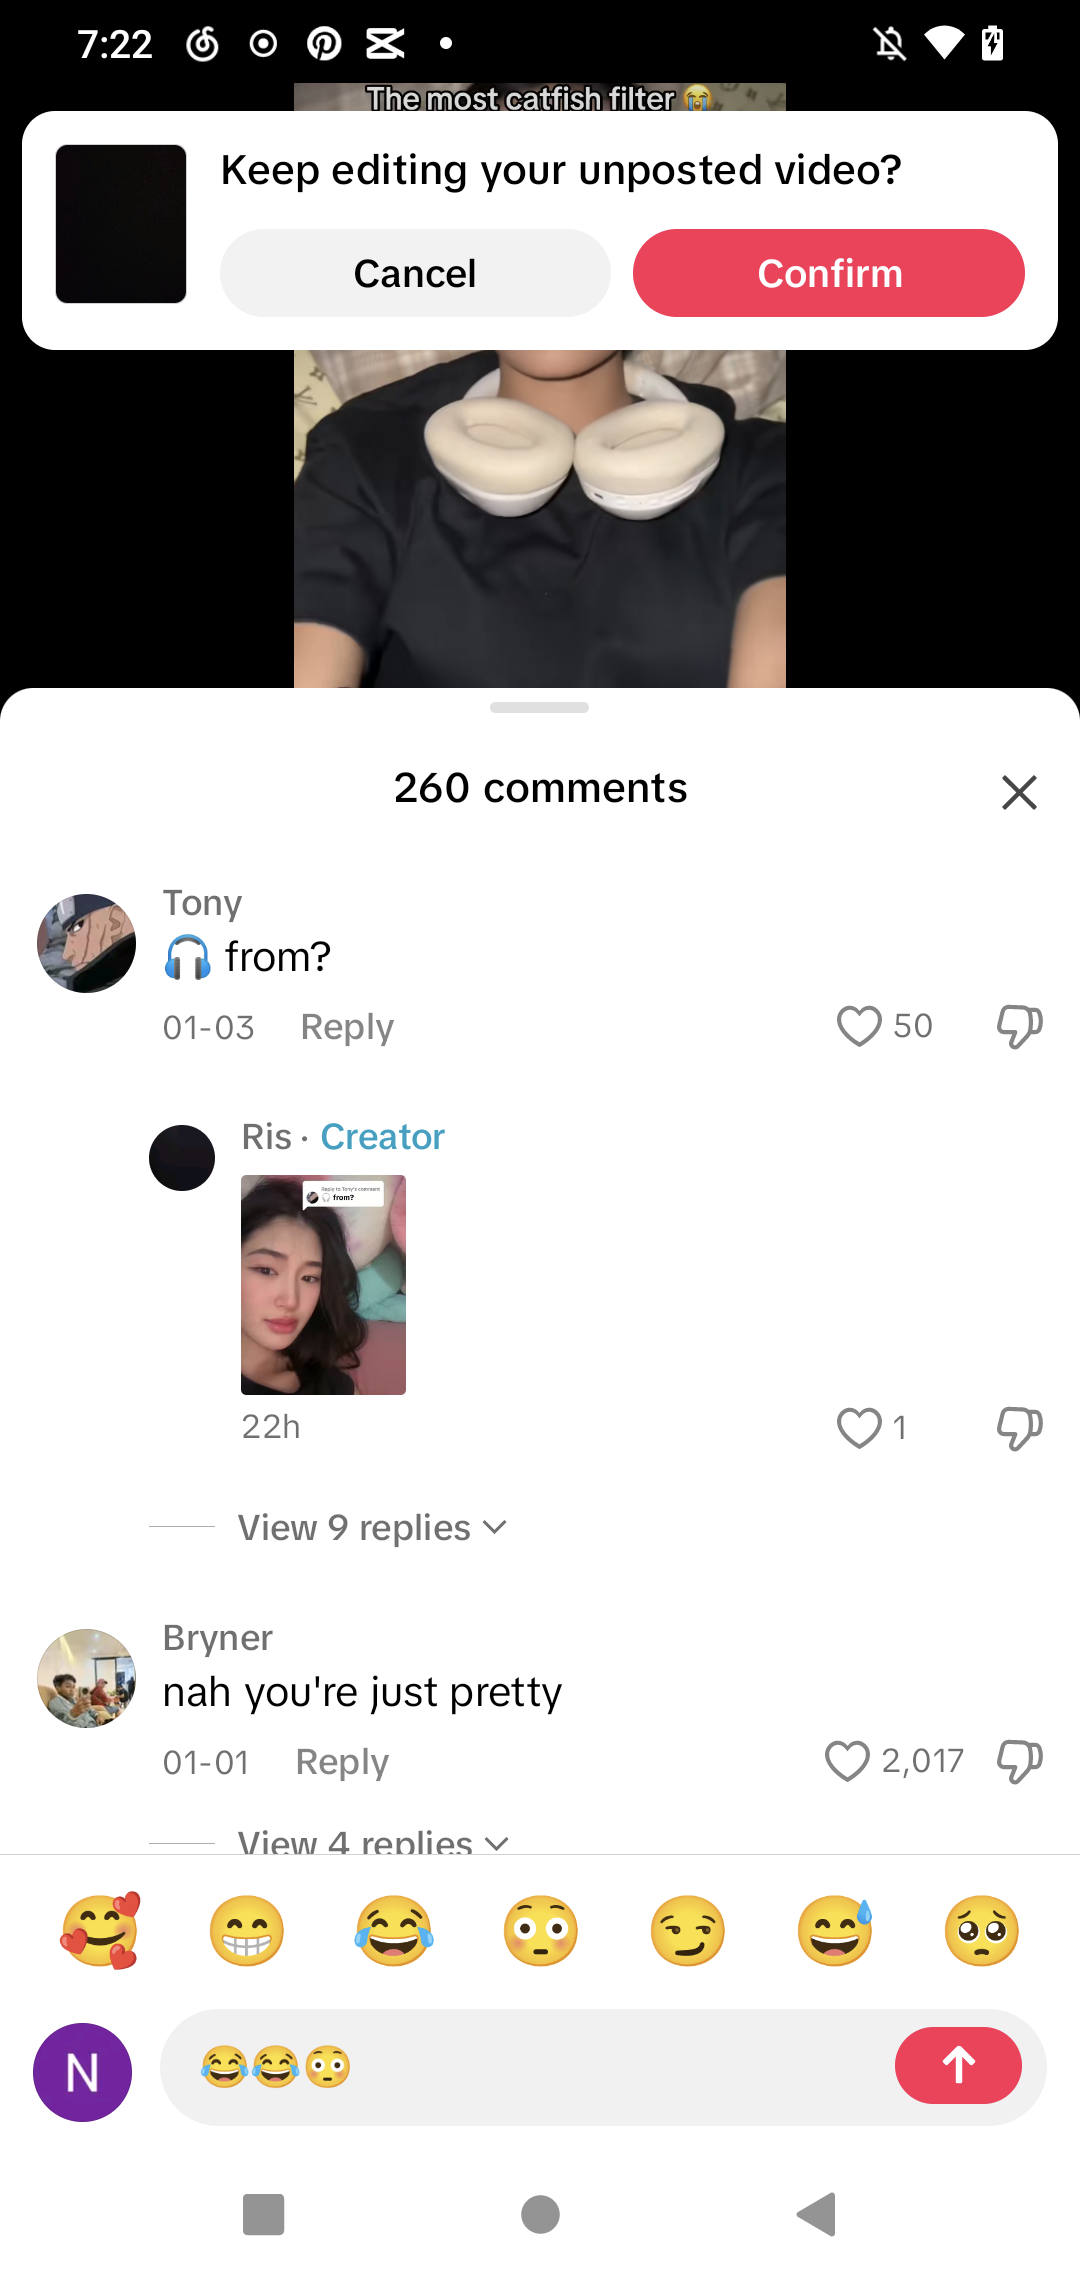 7:22
The most catfish filter 😭
Keep editing your unposted video?
Cancel
Confirm
260 comments
Tony
🎧 from?
01-03 Reply
50
Ris · Creator
Reply to Tony's comment
🎧 from?
22h
1
View 9 replies
Bryner
nah you're just pretty
01-01 Reply
2,017
View 4 replies
🥰 😁 😂 😳 😏 😅 🥺
N
😂😂😳